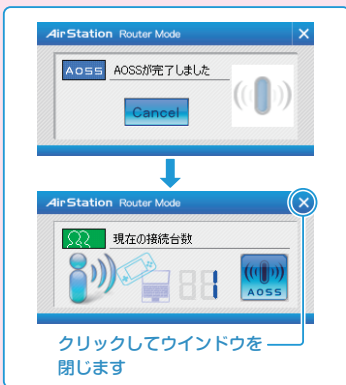 AirStation Router Mode
AOSS AOSSが完了しました
Cancel
AirStation Router Mode
現在の接続台数
1
AOSS
クリックしてウインドウを
閉じます